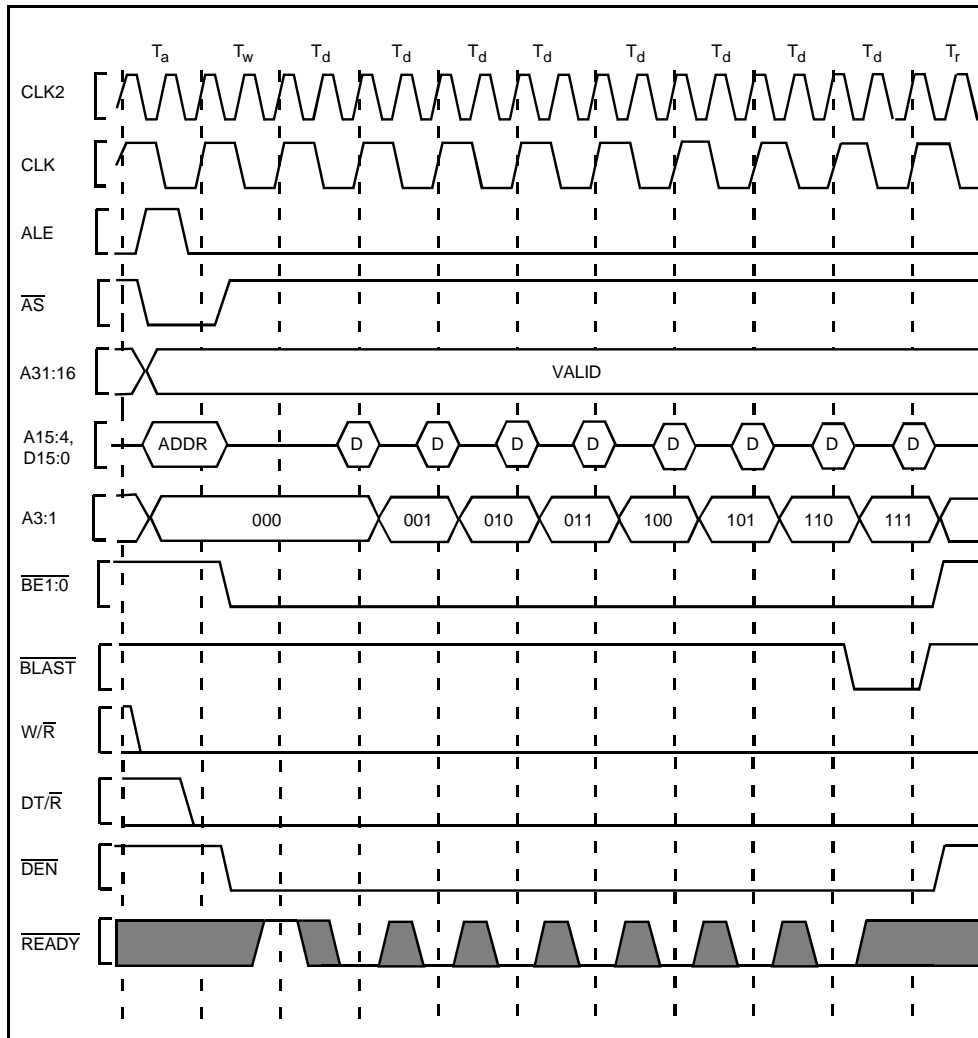 Ta Tw Td Td Td Td Td Td Td Td Tr
CLK2
CLK
ALE
AS
A31:16 VALID
A15:4,
D15:0 ADDR D D D D D D D D
A3:1 000 001 010 011 100 101 110 111
BE1:0
BLAST
W/R
DT/R
DEN
READY